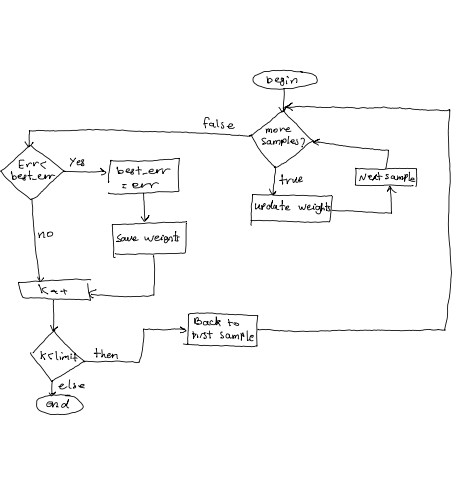 begin
false
more
samples?
Err<
best_err
Yes
best_err
= err
true
Next sample
update weights
no
Save weights
K++
Back to
first sample
K<limit
then
else
end